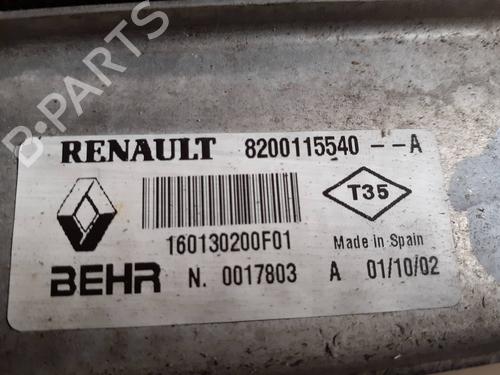 B-PARTS
RENAULT 8200115540 --A
T35
160130200F01 Made in Spain
BEHR N. 0017803 A 01/10/02